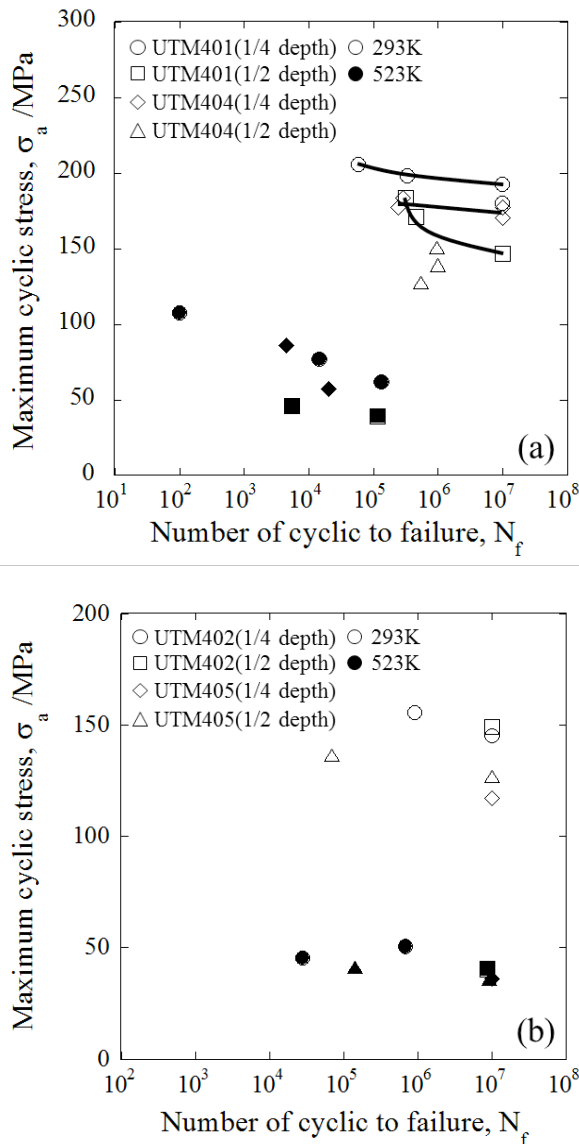 300
250
200
150
100
50
0
Maximum cyclic stress, σa /MPa
UTM401(1/4 depth) 293K
UTM401(1/2 depth) 523K
UTM404(1/4 depth)
UTM404(1/2 depth)
(a)
10¹ 10² 10³ 10⁴ 10⁵ 10⁶ 10⁷ 10⁸
Number of cyclic to failure, Nf
200
150
100
50
0
Maximum cyclic stress, σa /MPa
UTM402(1/4 depth) 293K
UTM402(1/2 depth) 523K
UTM405(1/4 depth)
UTM405(1/2 depth)
(b)
10² 10³ 10⁴ 10⁵ 10⁶ 10⁷ 10⁸
Number of cyclic to failure, Nf